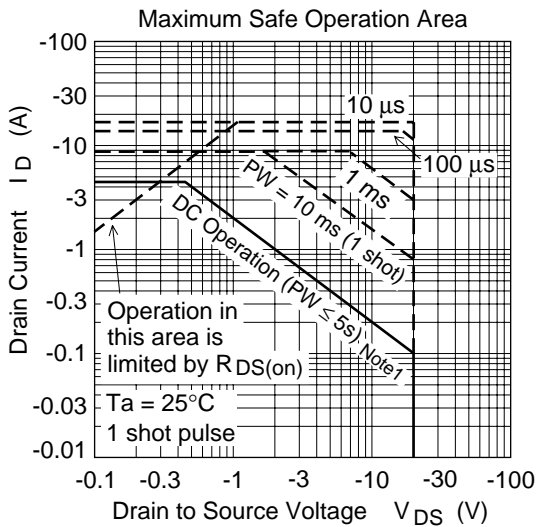 Maximum Safe Operation Area
-100
-30
-10
-3
-1
-0.3
-0.1
-0.03
-0.01
Drain Current I D (A)
10 µs
100 µs
1 ms
PW = 10 ms (1 shot)
DC Operation (PW ≤ 5s) Note1
Operation in
this area is
limited by R DS(on)
Ta = 25°C
1 shot pulse
-0.1 -0.3 -1 -3 -10 -30 -100
Drain to Source Voltage V DS (V)